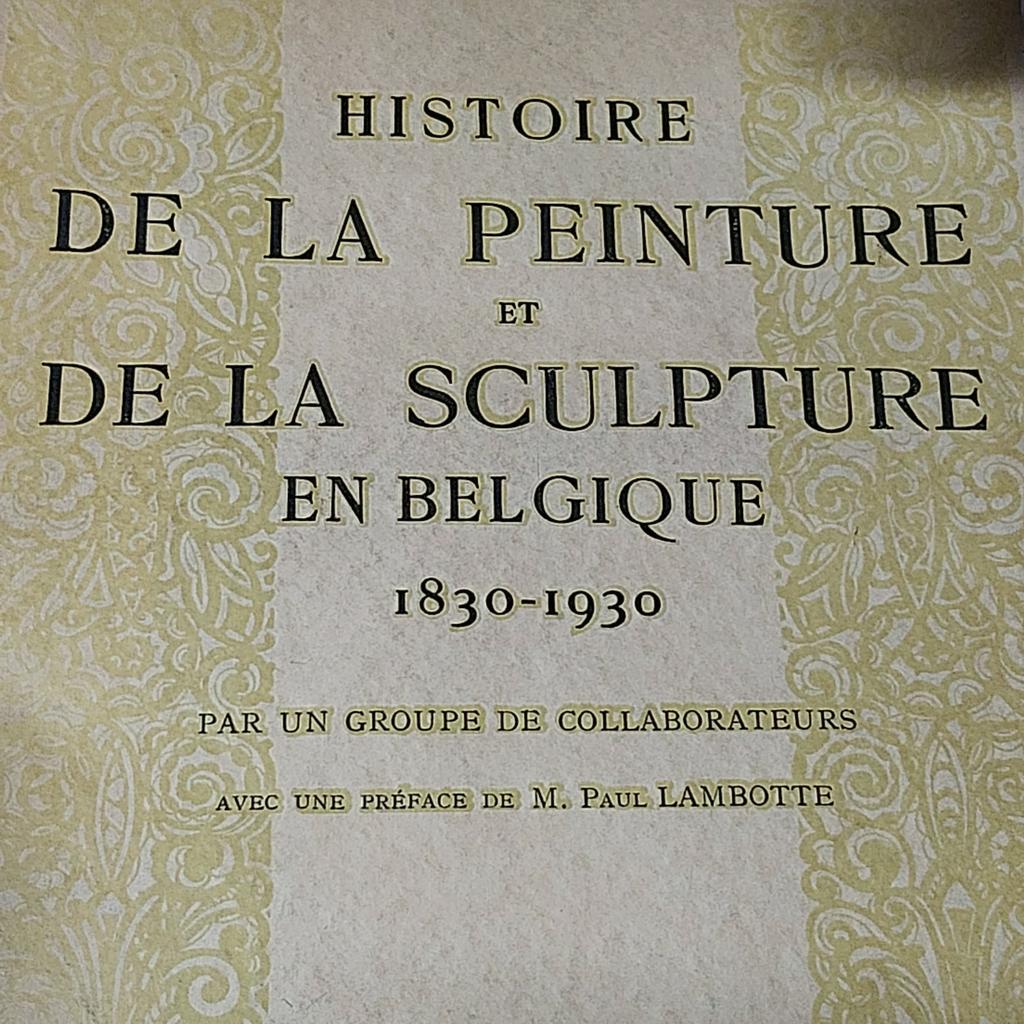 HISTOIRE
DE LA PEINTURE
ET
DE LA SCULPTURE
EN BELGIQUE
1830-1930
PAR UN GROUPE DE COLLABORATEURS
AVEC UNE PRÉFACE DE M. PAUL LAMBOTTE